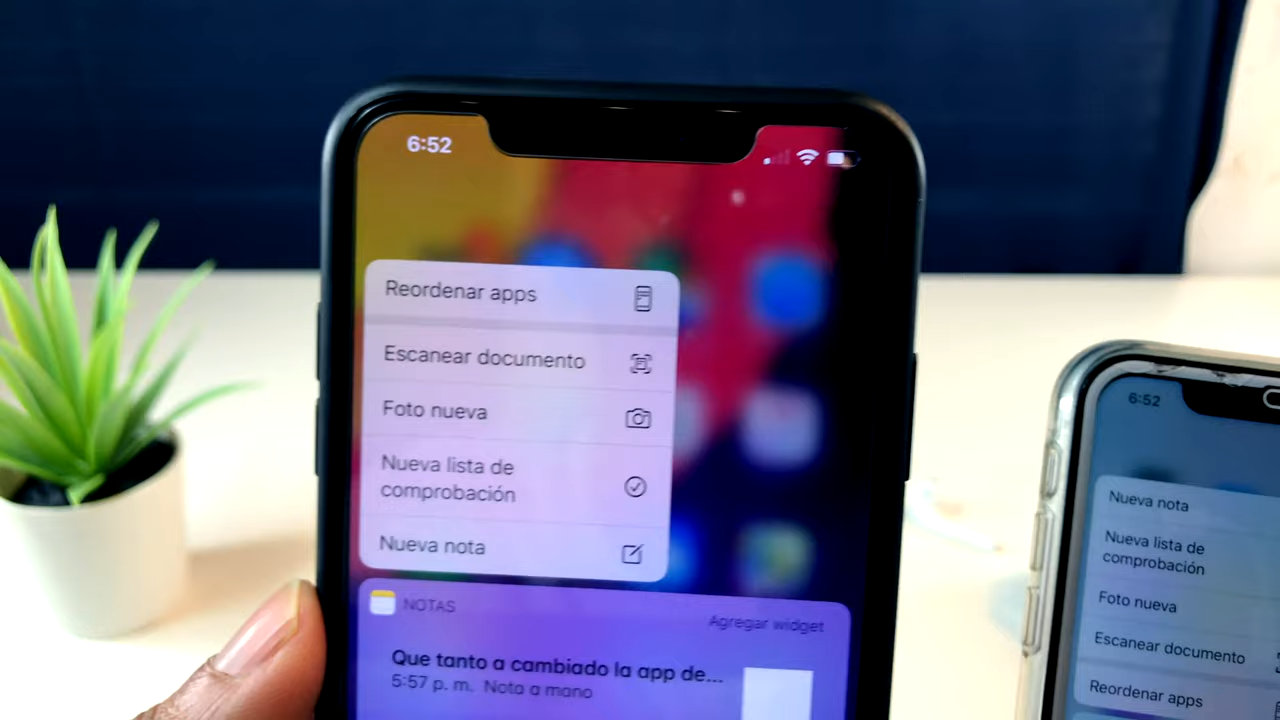 6:52
Reordenar apps
Escanear documento
Foto nueva
Nueva lista de
comprobación
Nueva nota
NOTAS
Agregar widget
Que tanto a cambiado la app de...
5:57 p. m. Nota a mano
6:52
Nueva nota
Nueva lista de
comprobación
Foto nueva
Escanear documento
Reordenar apps